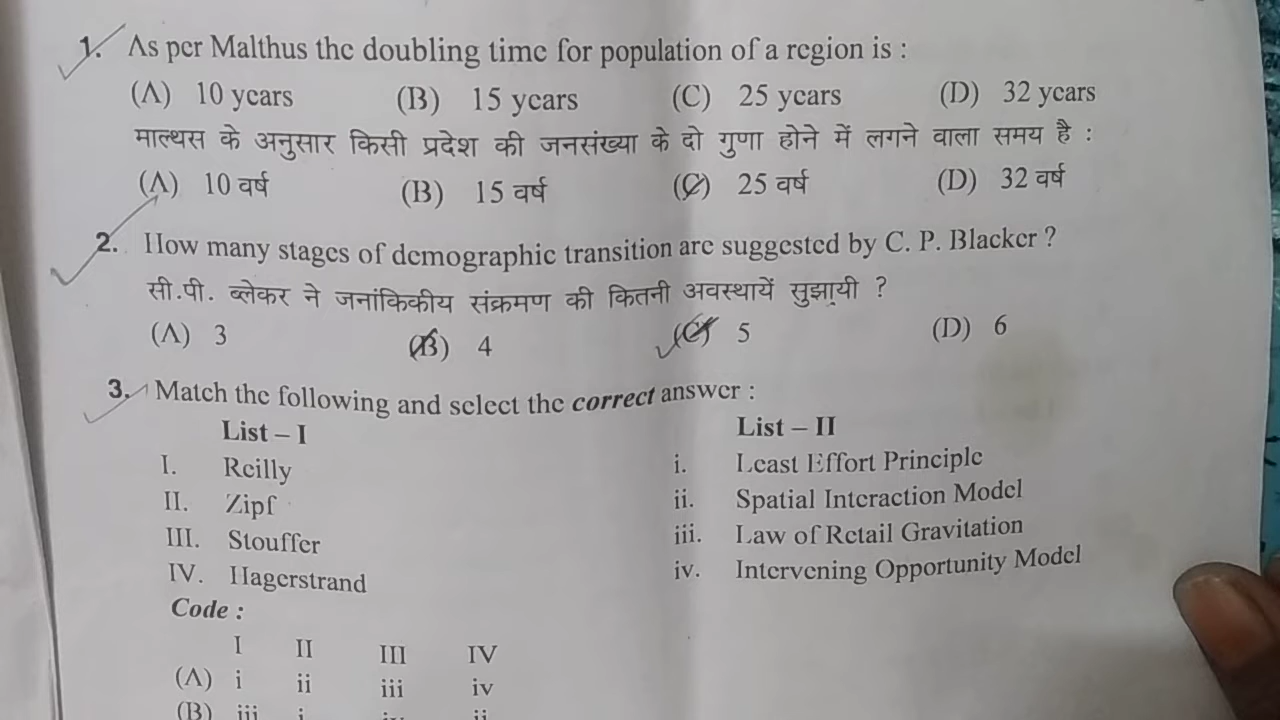 1. As per Malthus the doubling time for population of a region is :
(A) 10 years (B) 15 years (C) 25 years (D) 32 years
माल्थस के अनुसार किसी प्रदेश की जनसंख्या के दो गुणा होने में लगने वाला समय है :
(A) 10 वर्ष (B) 15 वर्ष (C) 25 वर्ष (D) 32 वर्ष
2. How many stages of demographic transition are suggested by C. P. Blacker ?
सी.पी. ब्लेकर ने जनांकिकीय संक्रमण की कितनी अवस्थायें सुझायी ?
(A) 3 (B) 4 (C) 5 (D) 6
3. Match the following and select the correct answer :
List – I List – II
I. Reilly i. Least Effort Principle
II. Zipf ii. Spatial Interaction Model
III. Stouffer iii. Law of Retail Gravitation
IV. Hagerstrand iv. Intervening Opportunity Model
Code :
I II III IV
(A) i ii iii iv
(B) iii i iv ii